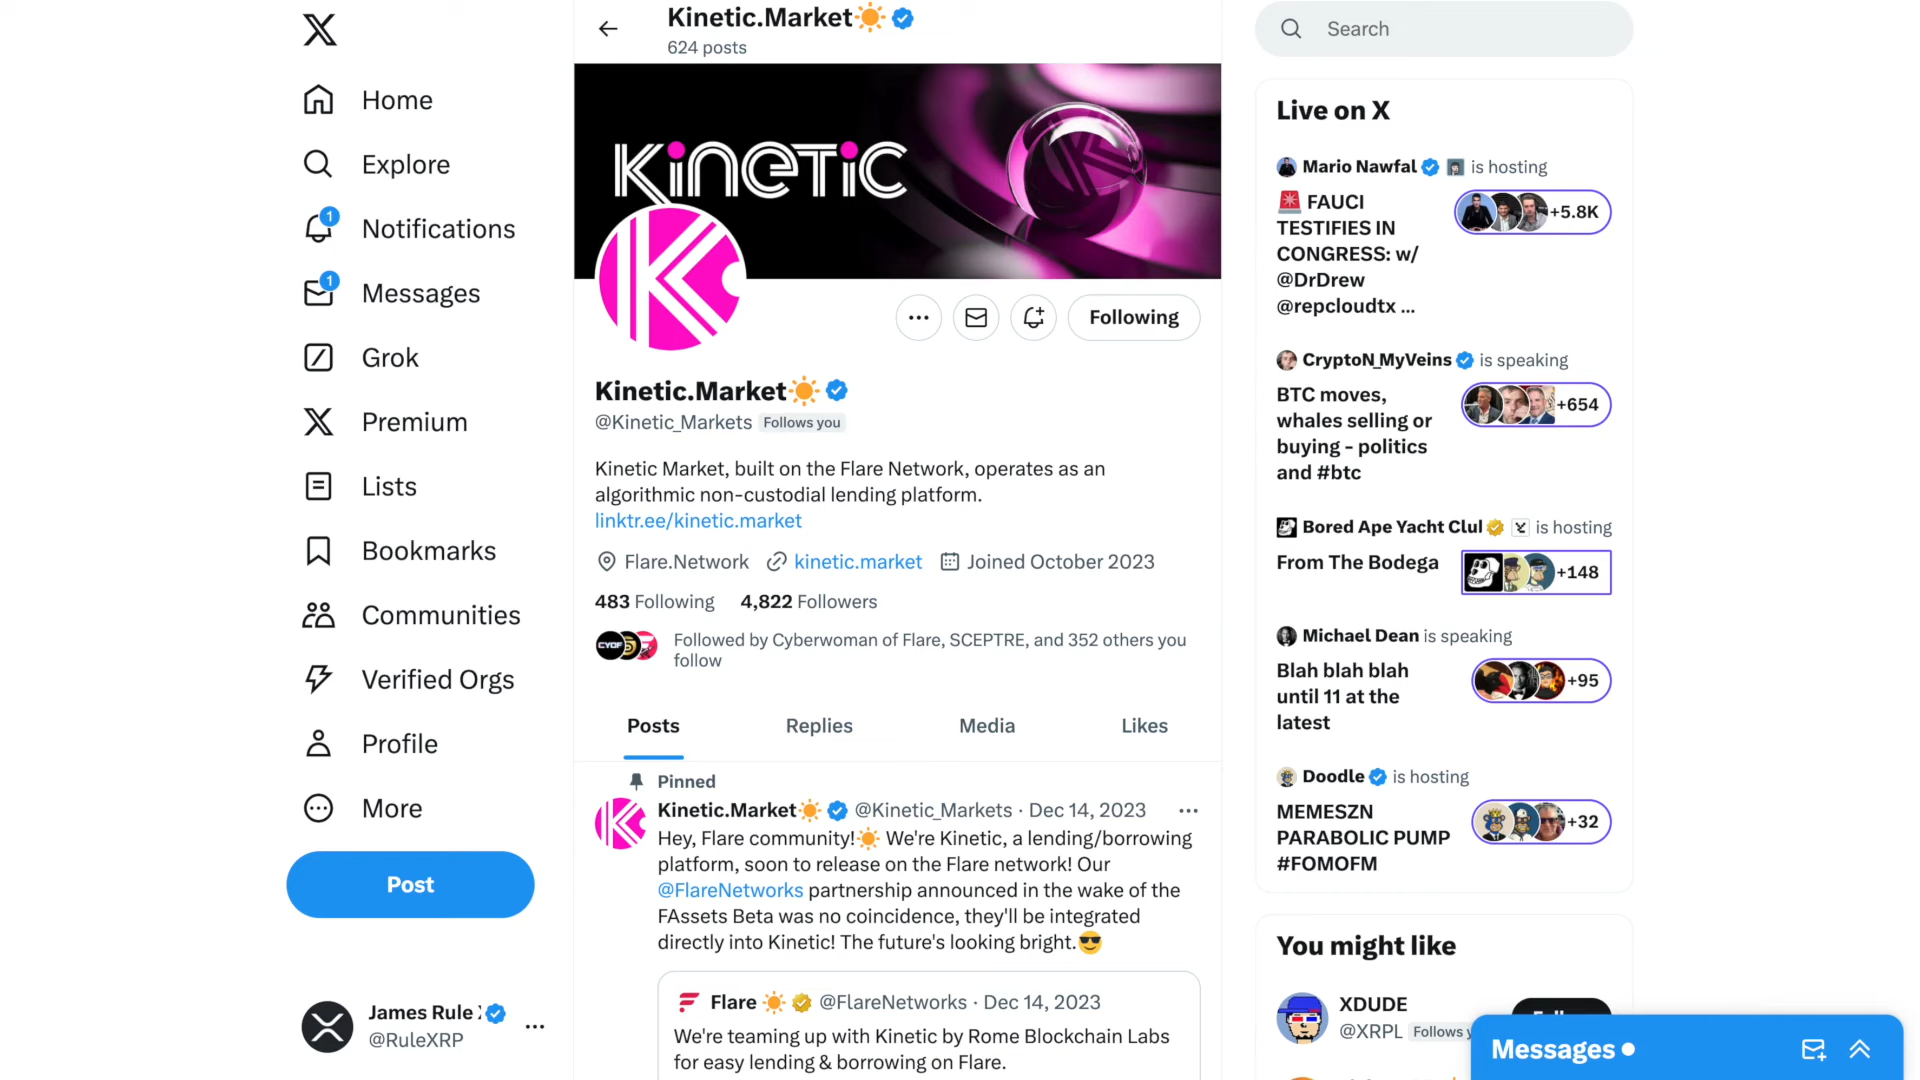 Home
Explore
1
Notifications
1
Messages
Grok
Premium
Lists
Bookmarks
Communities
Verified Orgs
Profile
More
Post
James Rule
@RuleXRP
Kinetic.Market
624 posts
Kinetic
Following
Kinetic.Market
@Kinetic_Markets Follows you
Kinetic Market, built on the Flare Network, operates as an
algorithmic non-custodial lending platform.
linktr.ee/kinetic.market
Flare.Network kinetic.market Joined October 2023
483 Following 4,822 Followers
Followed by Cyberwoman of Flare, SCEPTRE, and 352 others you
follow
Posts Replies Media Likes
Pinned
Kinetic.Market @Kinetic_Markets · Dec 14, 2023
Hey, Flare community! We're Kinetic, a lending/borrowing
platform, soon to release on the Flare network! Our
@FlareNetworks partnership announced in the wake of the
FAssets Beta was no coincidence, they'll be integrated
directly into Kinetic! The future's looking bright.
Flare @FlareNetworks · Dec 14, 2023
We're teaming up with Kinetic by Rome Blockchain Labs
for easy lending & borrowing on Flare.
Search
Live on X
Mario Nawfal is hosting
FAUCI
TESTIFIES IN
CONGRESS: w/
@DrDrew
@repcloudtx ...
+5.8K
CryptoN_MyVeins is speaking
BTC moves,
whales selling or
buying - politics
and #btc
+654
Bored Ape Yacht Clul is hosting
From The Bodega
+148
Michael Dean is speaking
Blah blah blah
until 11 at the
latest
+95
Doodle is hosting
MEMESZN
PARABOLIC PUMP
#FOMOFM
+32
You might like
XDUDE
@XRPL Follows
Messages